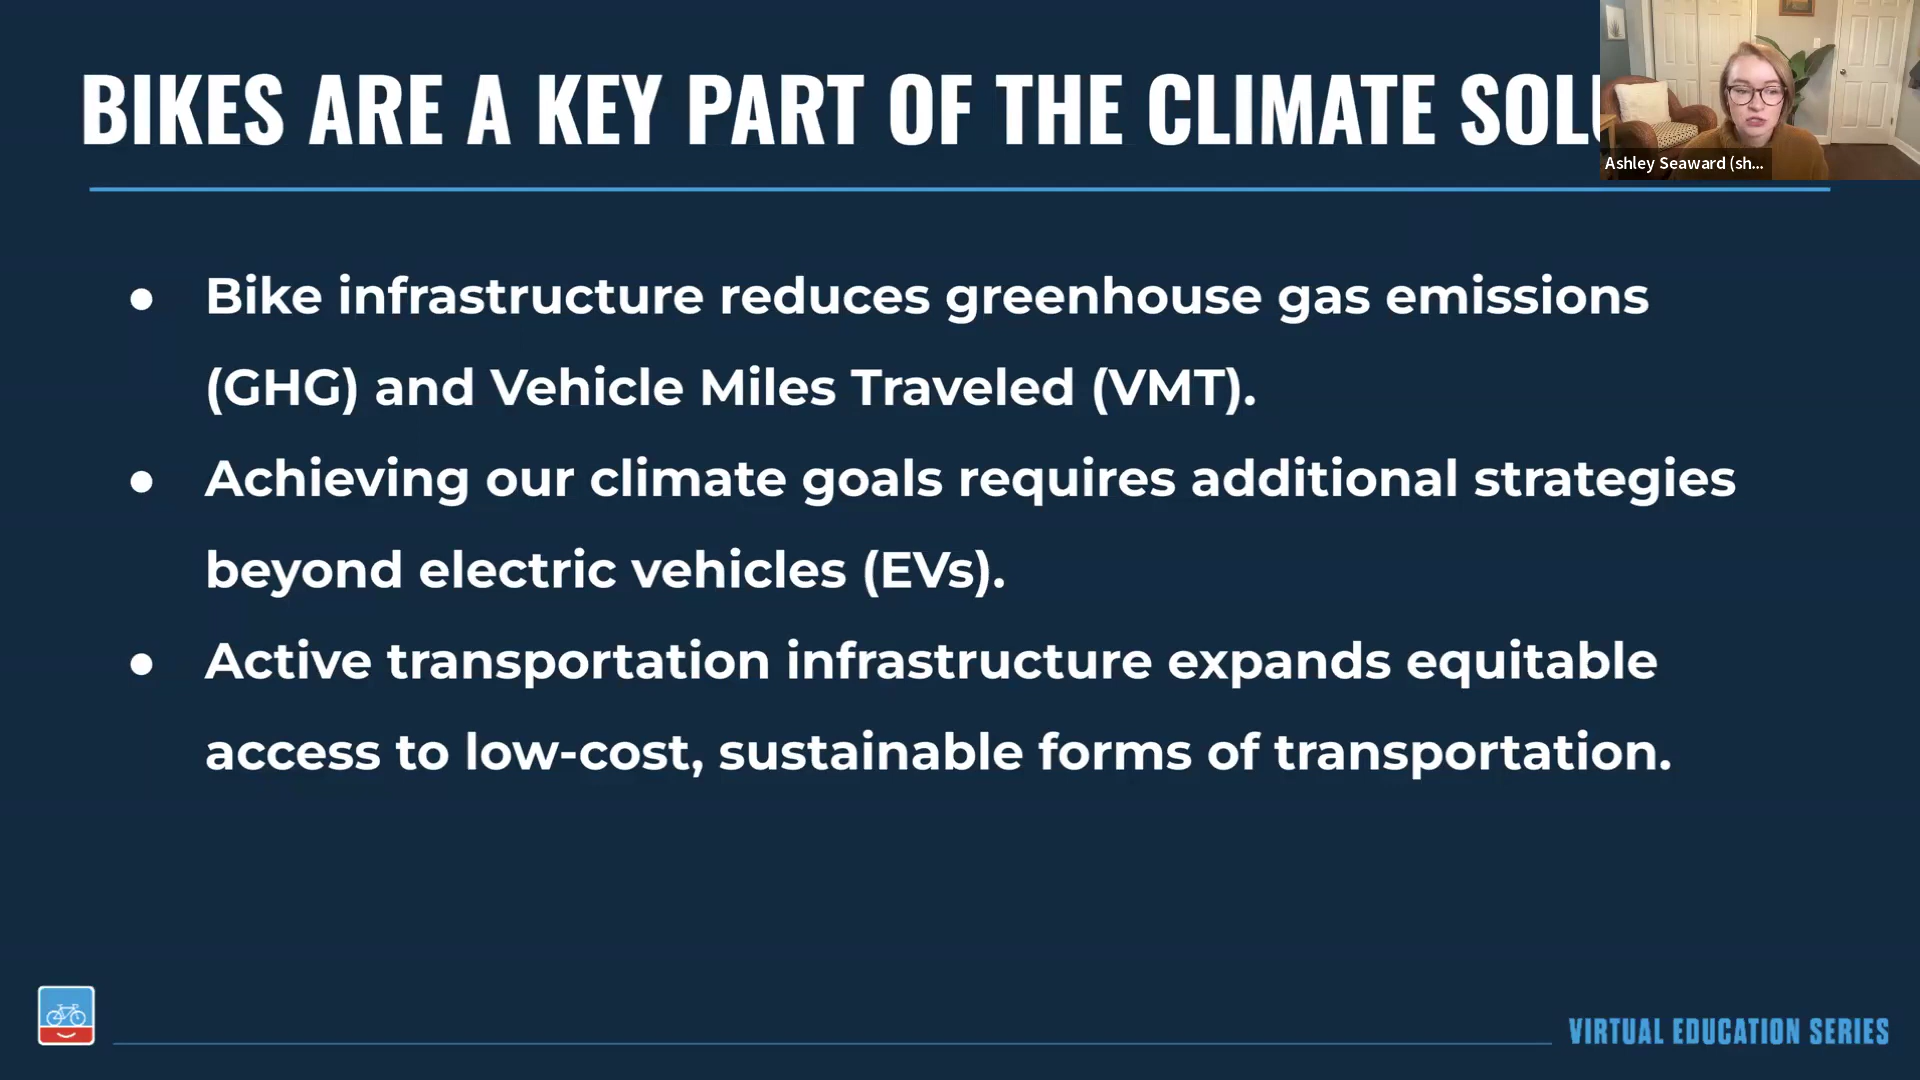 BIKES ARE A KEY PART OF THE CLIMATE
Ashley Seaward (sh...
● Bike infrastructure reduces greenhouse gas emissions
(GHG) and Vehicle Miles Traveled (VMT).
● Achieving our climate goals requires additional strategies
beyond electric vehicles (EVs).
● Active transportation infrastructure expands equitable
access to low-cost, sustainable forms of transportation.
VIRTUAL EDUCATION SERIES